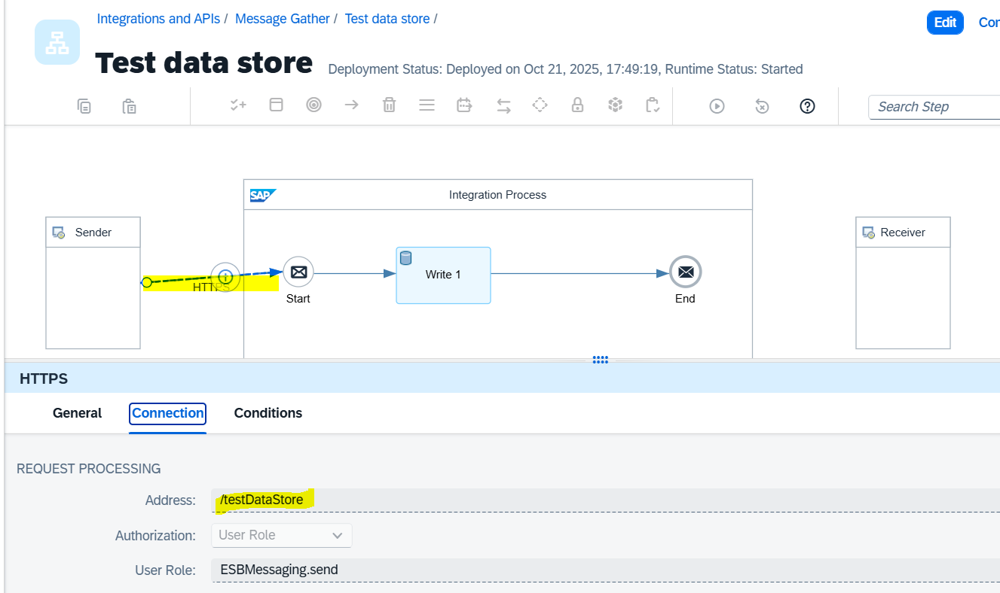 Integrations and APIs / Message Gather / Test data store /
Edit
Con
Test data store
Deployment Status: Deployed on Oct 21, 2025, 17:49:19, Runtime Status: Started
Search Step
SAP
Integration Process
Sender
Receiver
Write 1
HTTPS
Start
End
HTTPS
General
Connection
Conditions
REQUEST PROCESSING
Address: /testDataStore
Authorization: User Role
User Role: ESBMessaging.send